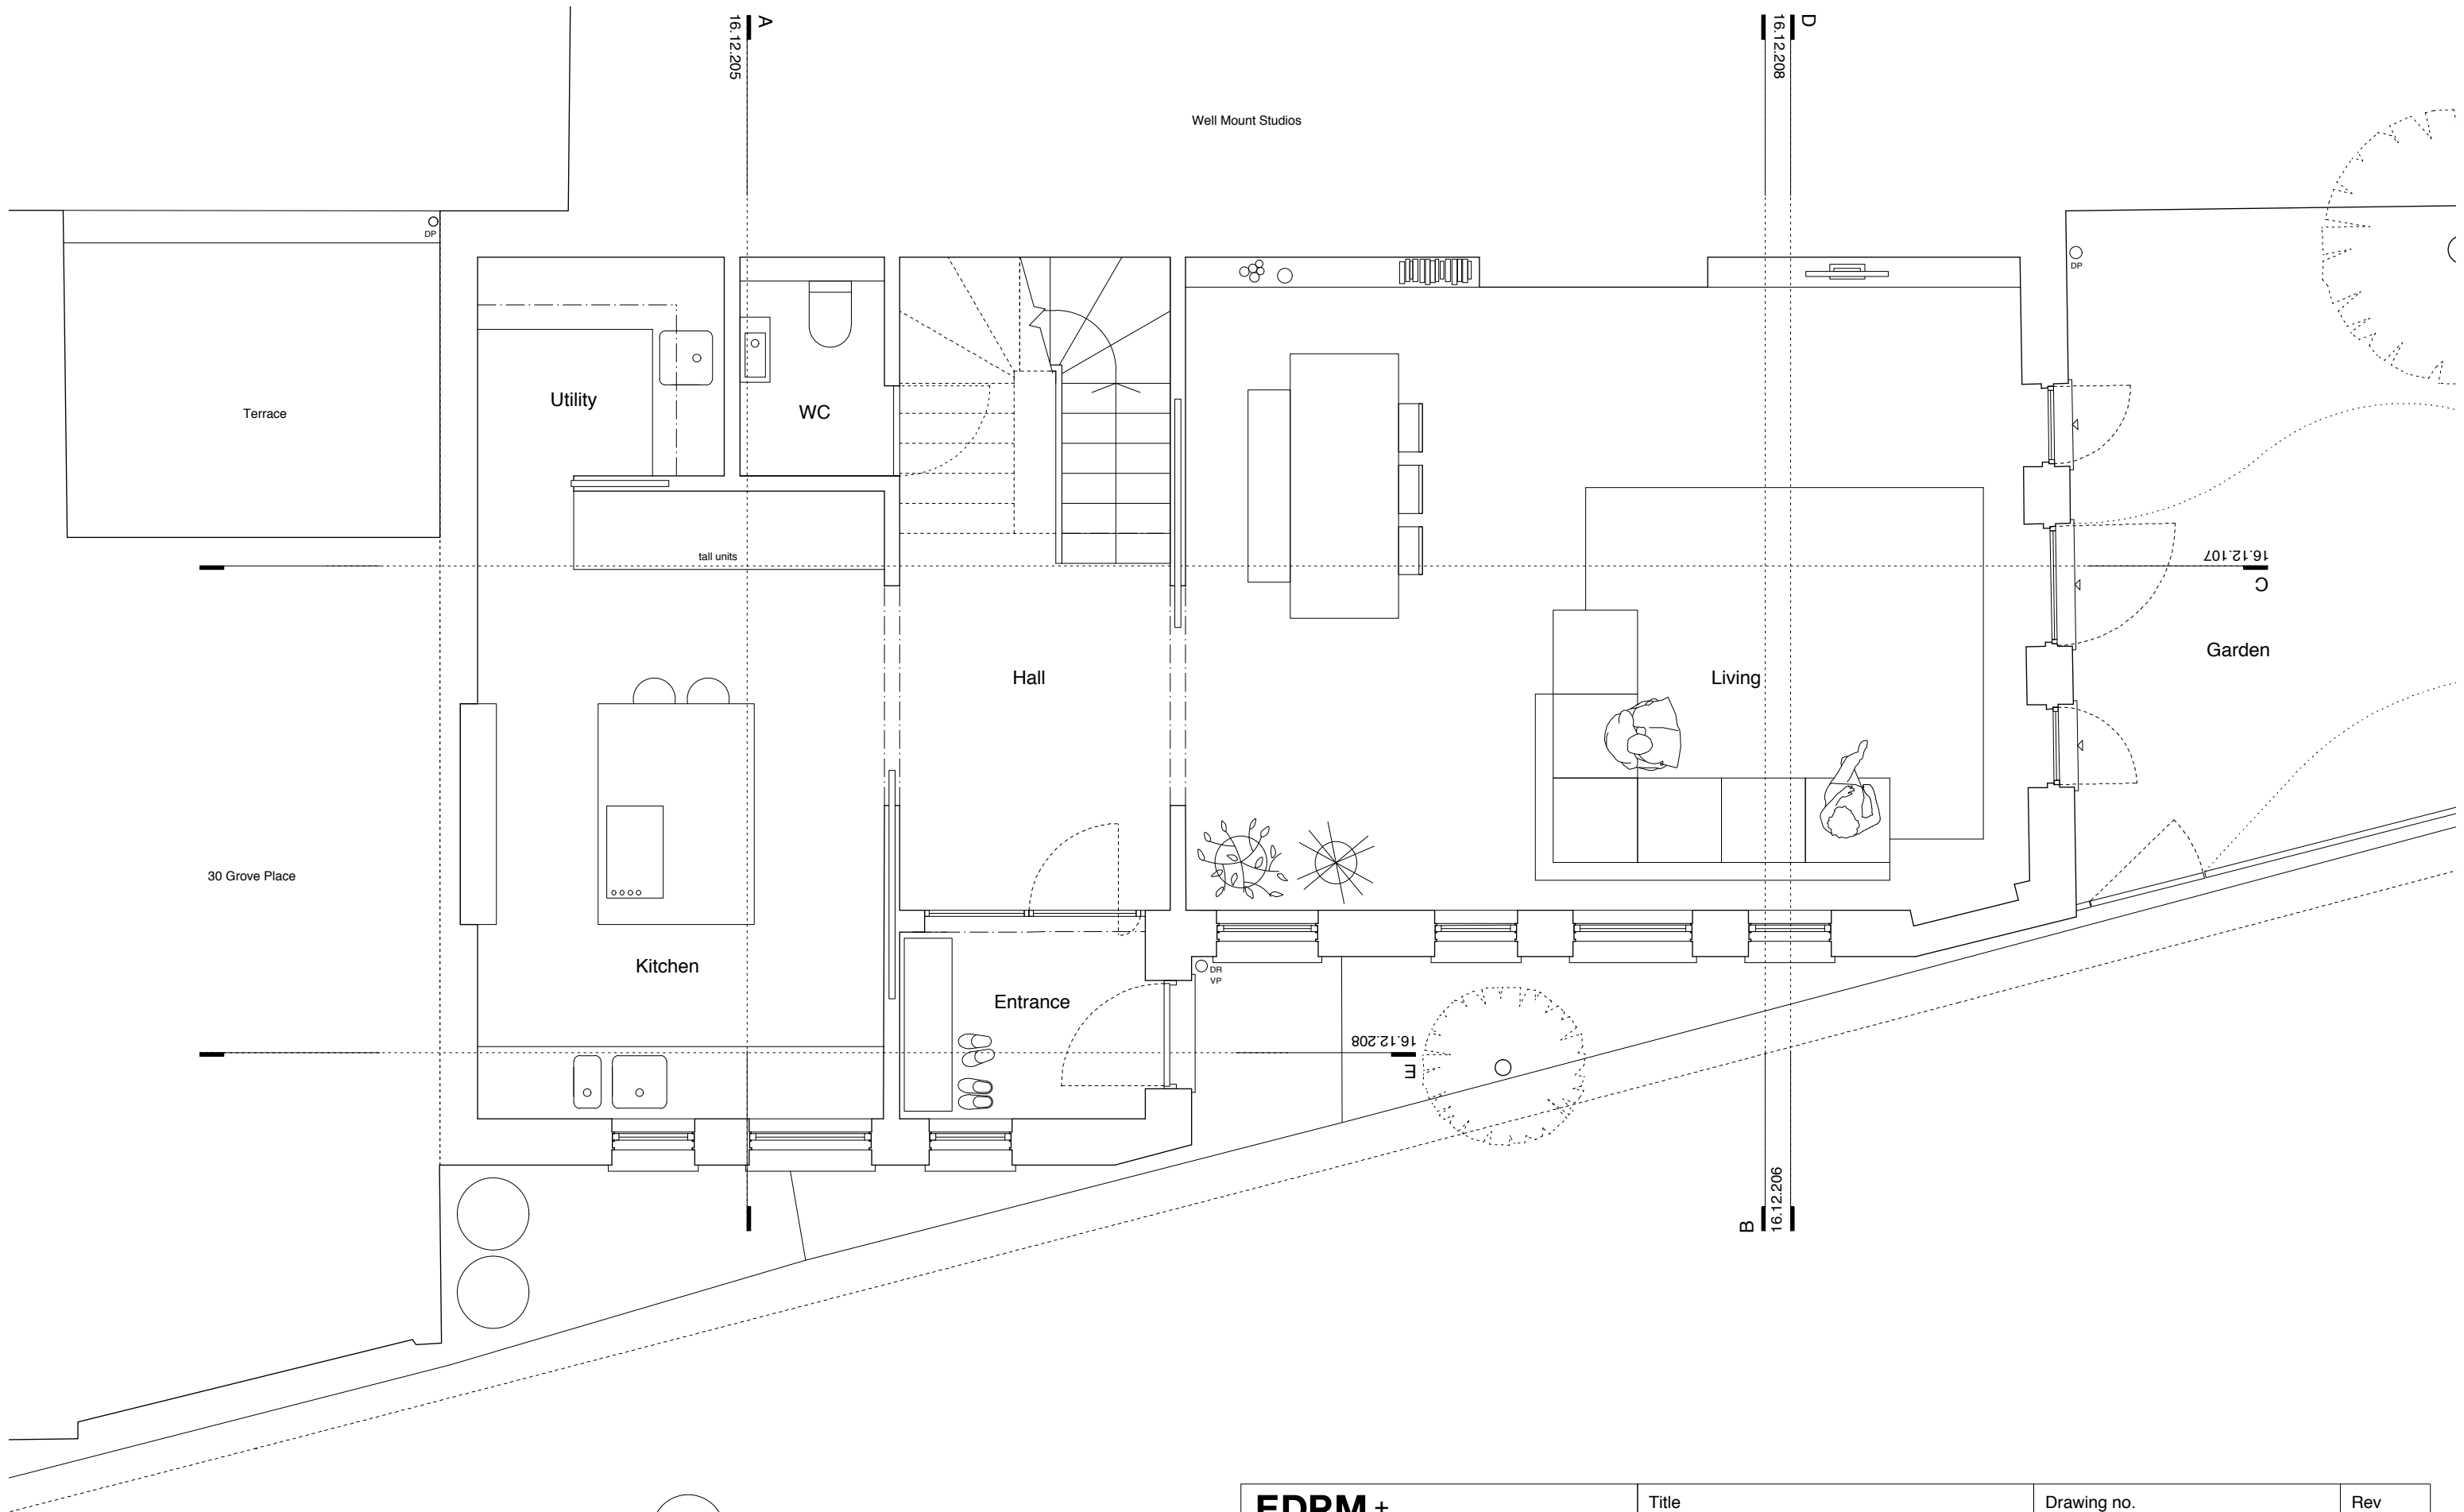 A
16.12.205
D
16.12.208
Well Mount Studios
DP
DP
Utility
WC
Terrace
tall units
16.12.107
C
Garden
Hall
Living
30 Grove Place
Kitchen
DR
VP
Entrance
16.12.208
E
B
16.12.206
EDPM +
Title
Drawing no.
Rev